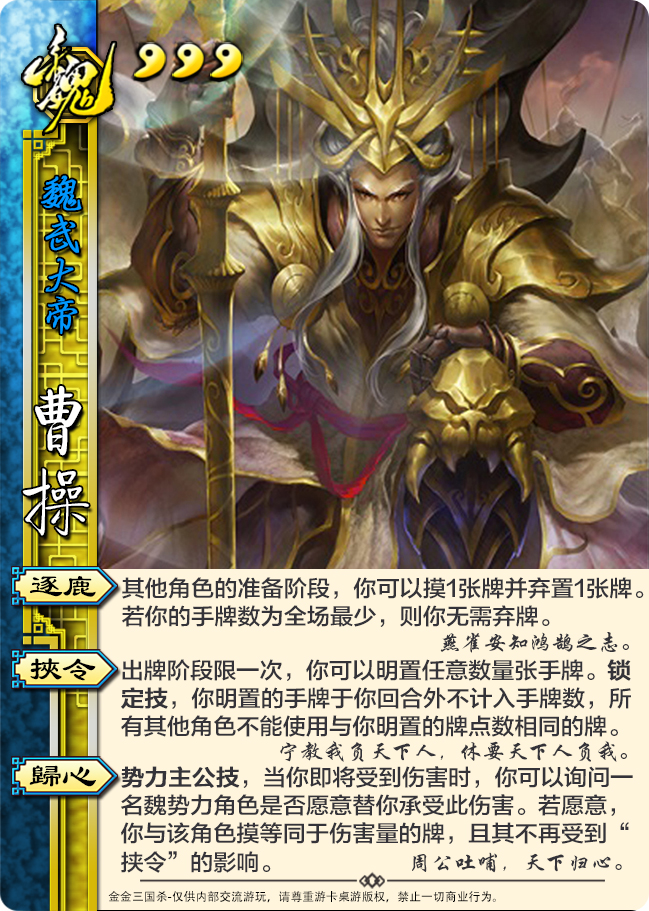 魏
999
魏武大帝
曹操
逐鹿
其他角色的准备阶段，你可以摸1张牌并弃置1张牌。
若你的手牌数为全场最少，则你无需弃牌。
燕雀安知鸿鹄之志。
挾令
出牌阶段限一次，你可以明置任意数量张手牌。锁
定技，你明置的手牌于你回合外不计入手牌数，所
有其他角色不能使用与你明置的牌点数相同的牌。
宁教我负天下人，休要天下人负我。
歸心
势力主公技，当你即将受到伤害时，你可以询问一
名魏势力角色是否愿意替你承受此伤害。若愿意，
你与该角色摸等同于伤害量的牌，且其不再受到“
挟令”的影响。
周公吐哺，天下归心。
金金三国杀-仅供内部交流游玩，请尊重游卡桌游版权，禁止一切商业行为。